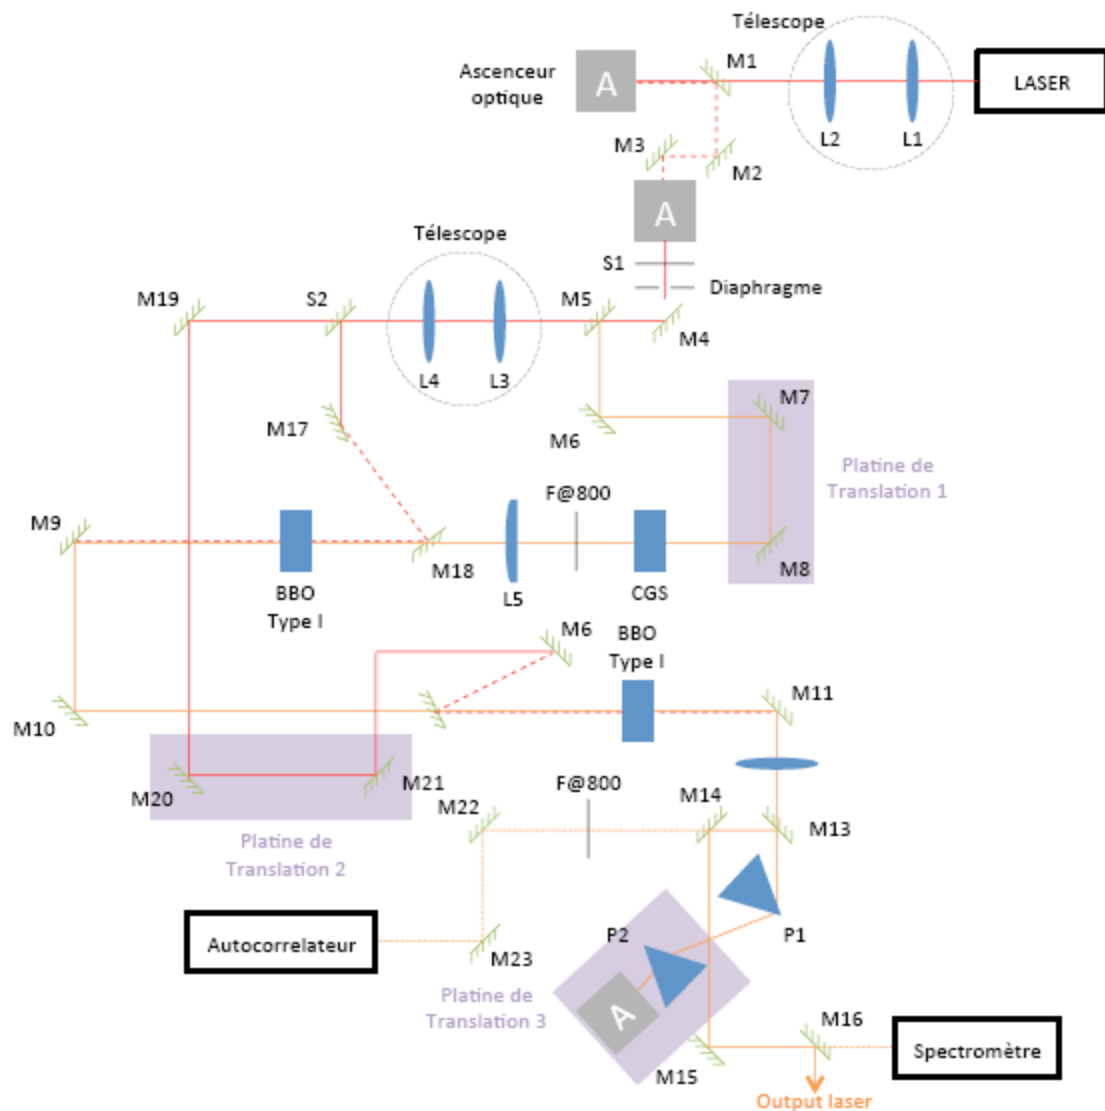 Télescope
M1
Ascenceur
optique
A
LASER
L2
L1
M3
M2
A
Télescope
S1
Diaphragme
M19
S2
M5
M4
L4
L3
M7
M17
M6
Platine de
Translation 1
F@800
M9
M18
M8
BBO
Type I
L5
CGS
M6
BBO
Type I
M11
M10
M20
M21
F@800
M14
M22
M13
Platine de
Translation 2
P2
P1
Autocorrelateur
M23
Platine de
Translation 3
A
M16
Spectromètre
M15
Output laser